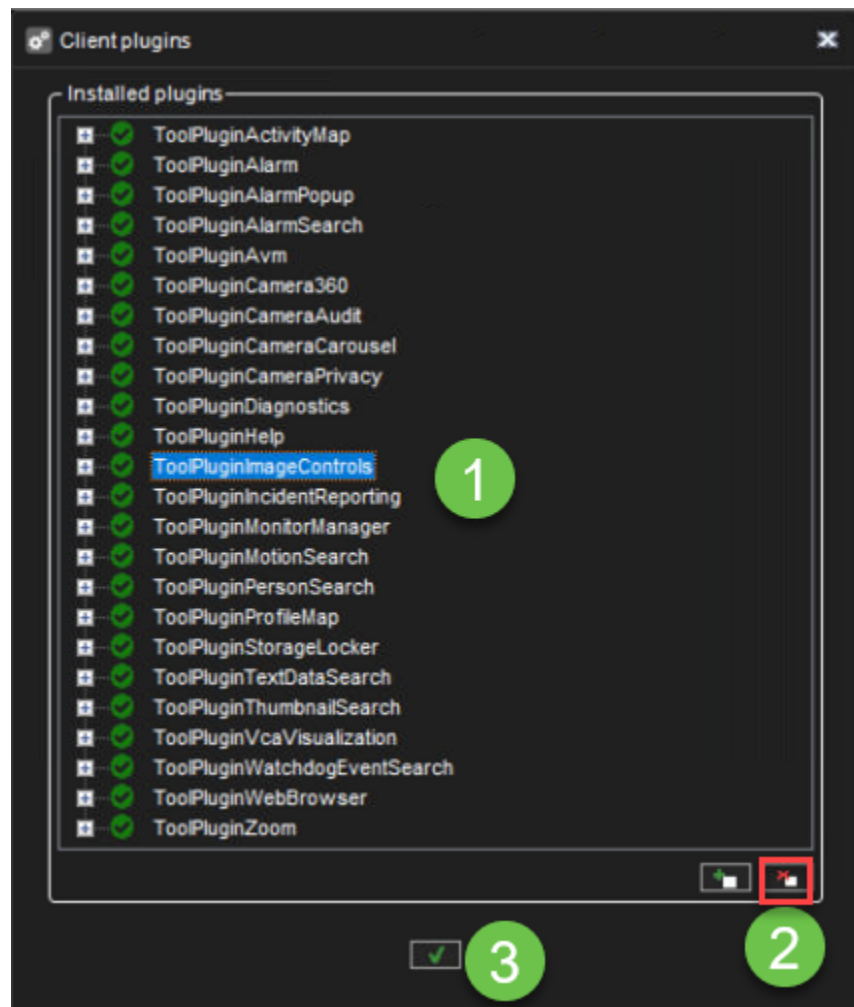 Client plugins
Installed plugins
ToolPluginActivityMap
ToolPluginAlarm
ToolPluginAlarmPopup
ToolPluginAlarmSearch
ToolPluginAvm
ToolPluginCamera360
ToolPluginCameraAudit
ToolPluginCameraCarousel
ToolPluginCameraPrivacy
ToolPluginDiagnostics
ToolPluginHelp
ToolPluginImageControls
1
ToolPluginIncidentReporting
ToolPluginMonitorManager
ToolPluginMotionSearch
ToolPluginPersonSearch
ToolPluginProfileMap
ToolPluginStorageLocker
ToolPluginTextDataSearch
ToolPluginThumbnailSearch
ToolPluginVcaVisualization
ToolPluginWatchdogEventSearch
ToolPluginWebBrowser
ToolPluginZoom
2
3